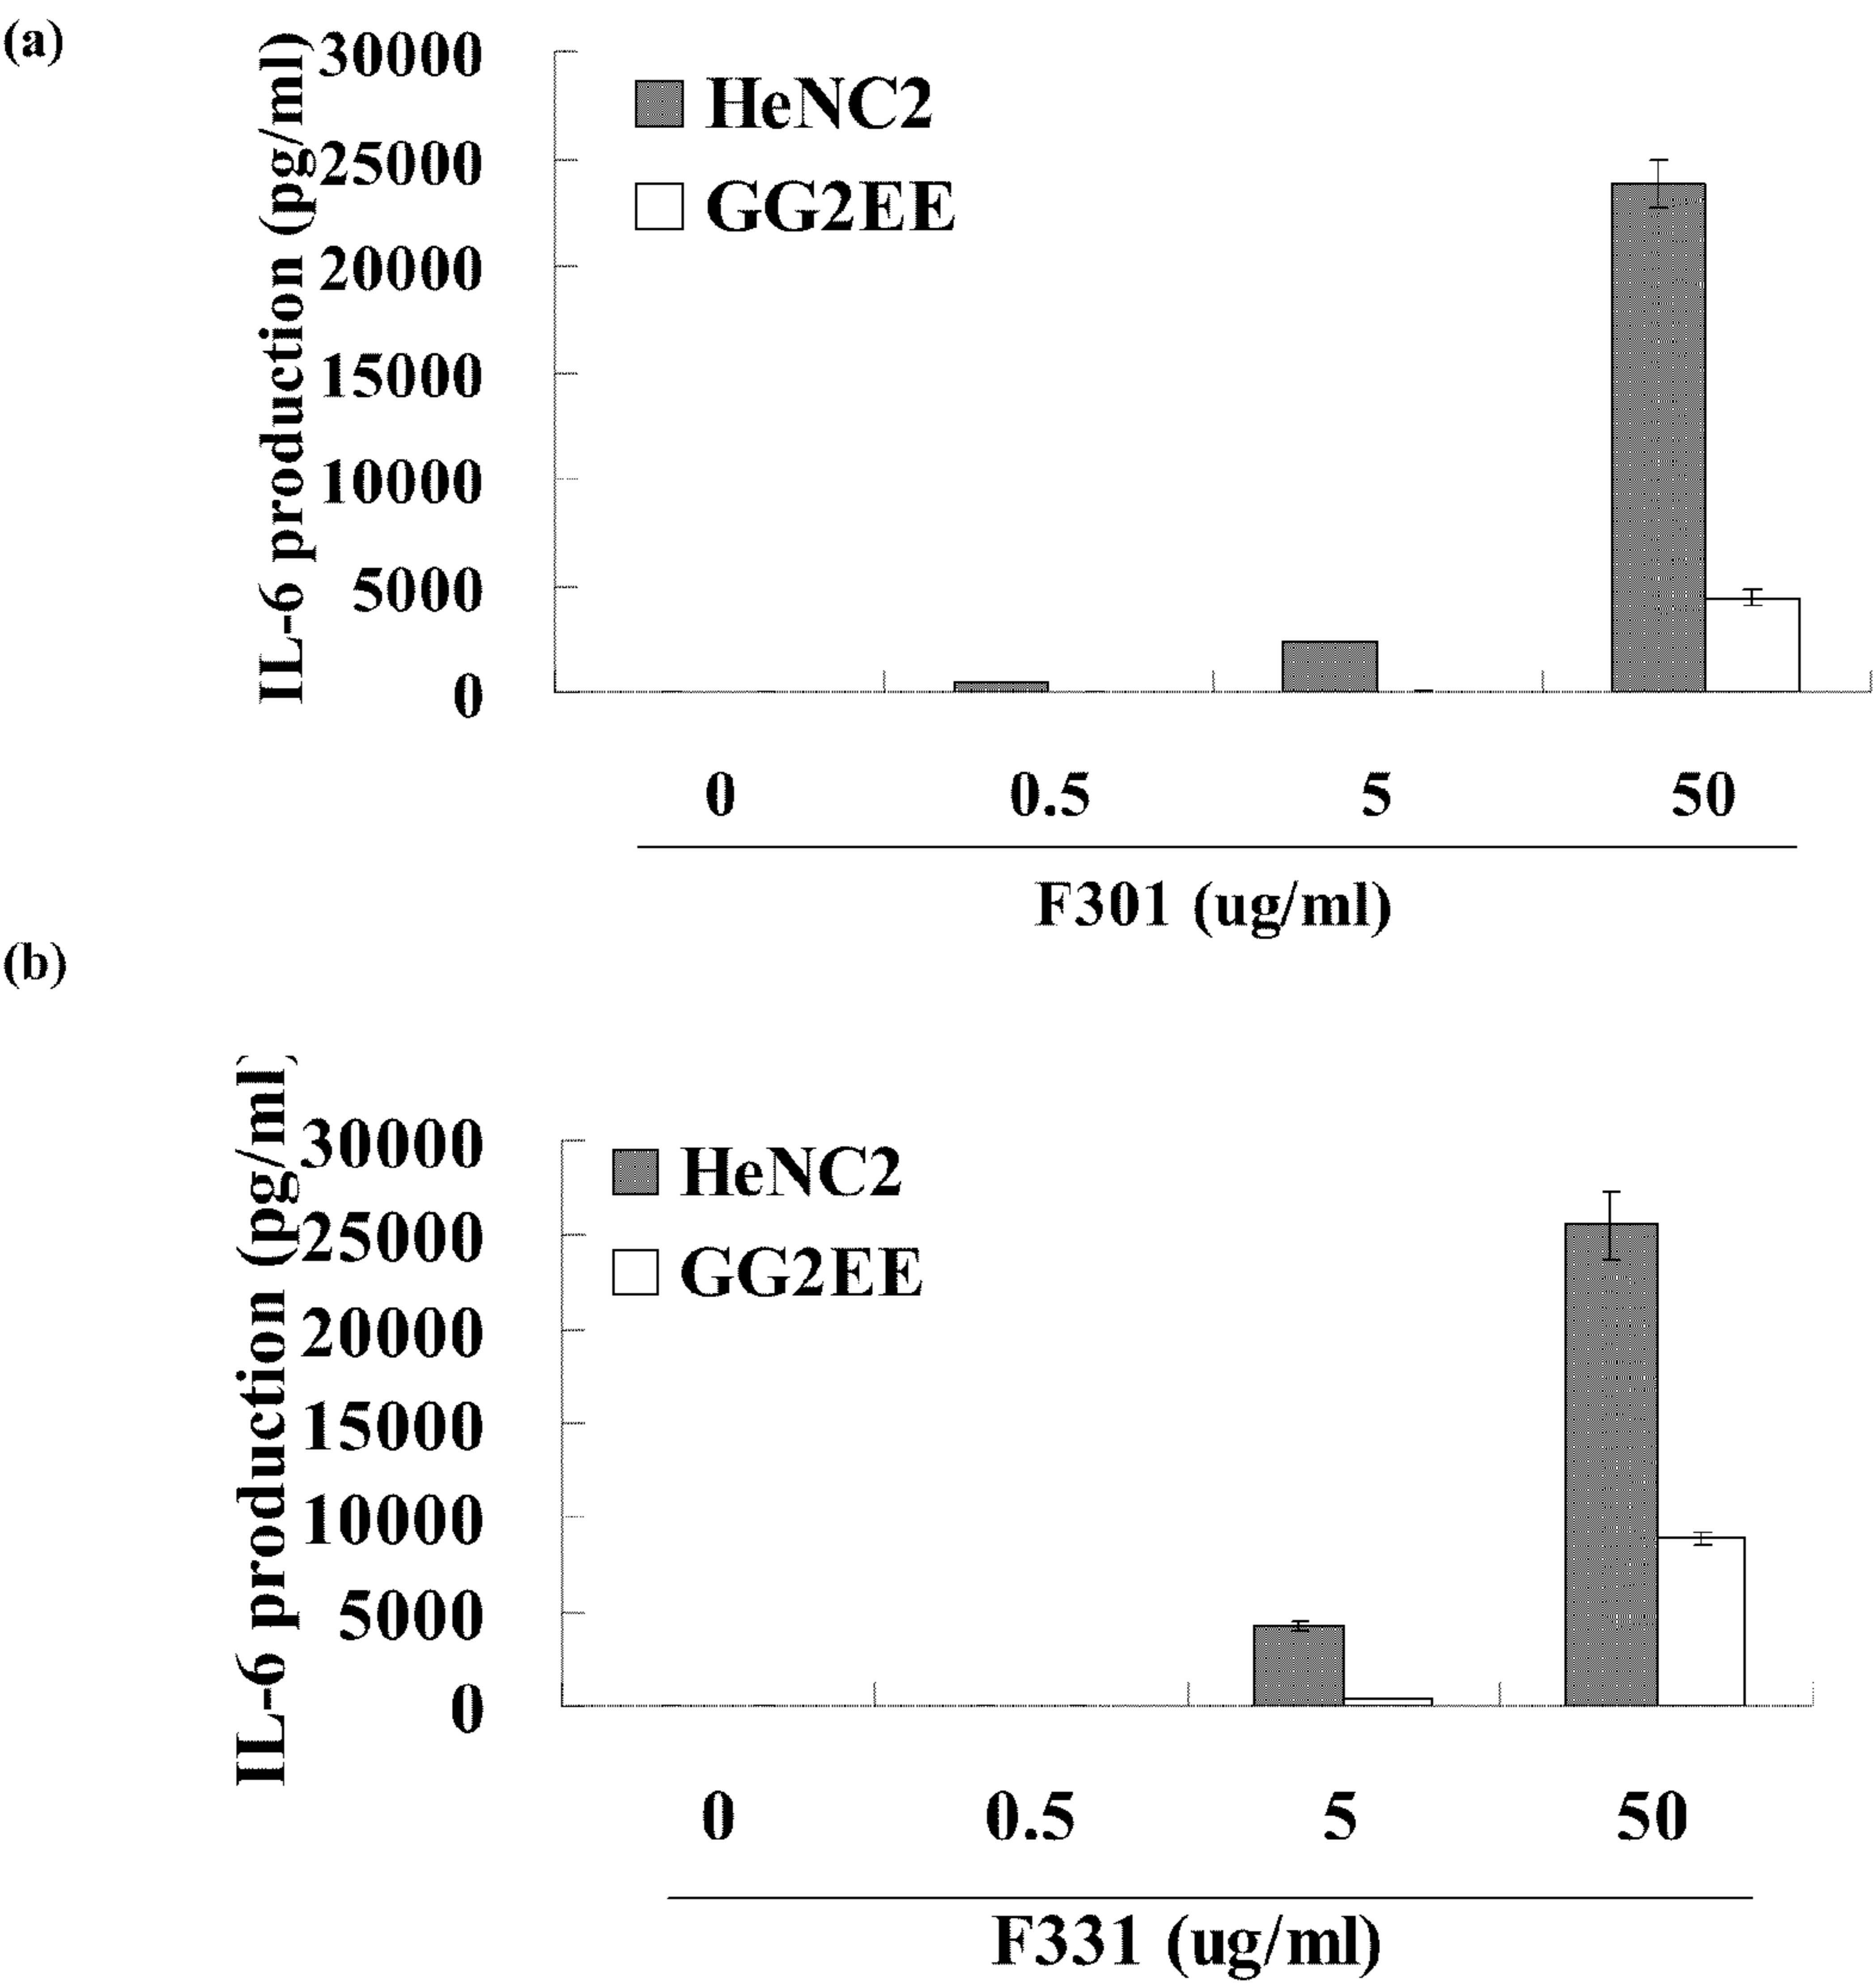 (a)
IL-6 production (pg/ml)
30000
25000
20000
15000
10000
5000
0
HeNC2
GG2EE
0 0.5 5 50
F301 (ug/ml)
(b)
IL-6 production (pg/ml)
30000
25000
20000
15000
10000
5000
0
HeNC2
GG2EE
0 0.5 5 50
F331 (ug/ml)